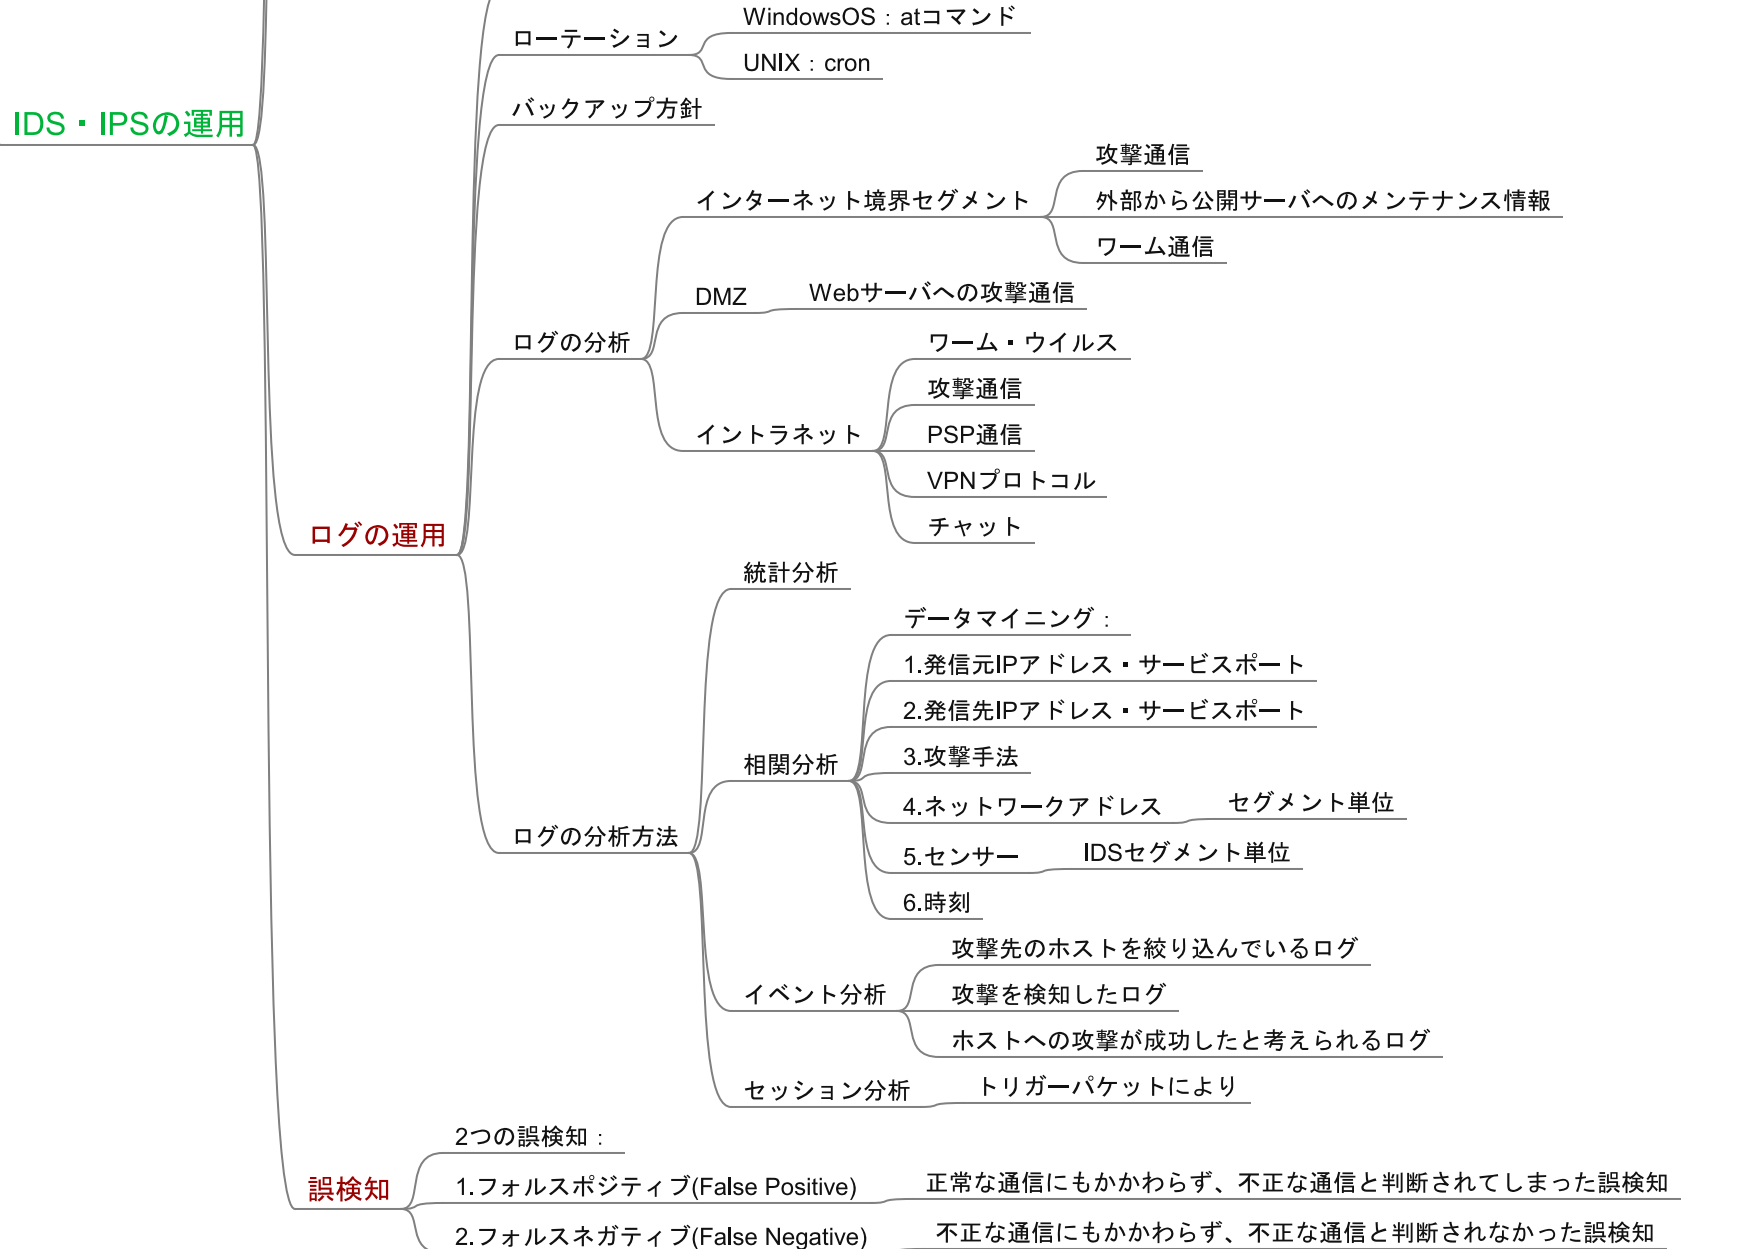 WindowsOS：atコマンド
ローテーション
UNIX：cron
バックアップ方針
IDS・IPSの運用
攻撃通信
インターネット境界セグメント
外部から公開サーバへのメンテナンス情報
ワーム通信
DMZ
Webサーバへの攻撃通信
ログの分析
ワーム・ウイルス
攻撃通信
イントラネット
PSP通信
VPNプロトコル
チャット
ログの運用
統計分析
データマイニング：
1.発信元IPアドレス・サービスポート
2.発信先IPアドレス・サービスポート
相関分析
3.攻撃手法
4.ネットワークアドレス
セグメント単位
ログの分析方法
5.センサー
IDSセグメント単位
6.時刻
攻撃先のホストを絞り込んでいるログ
イベント分析
攻撃を検知したログ
ホストへの攻撃が成功したと考えられるログ
セッション分析
トリガーパケットにより
2つの誤検知：
誤検知
1.フォルスポジティブ(False Positive)
正常な通信にもかかわらず、不正な通信と判断されてしまった誤検知
2.フォルスネガティブ(False Negative)
不正な通信にもかかわらず、不正な通信と判断されなかった誤検知